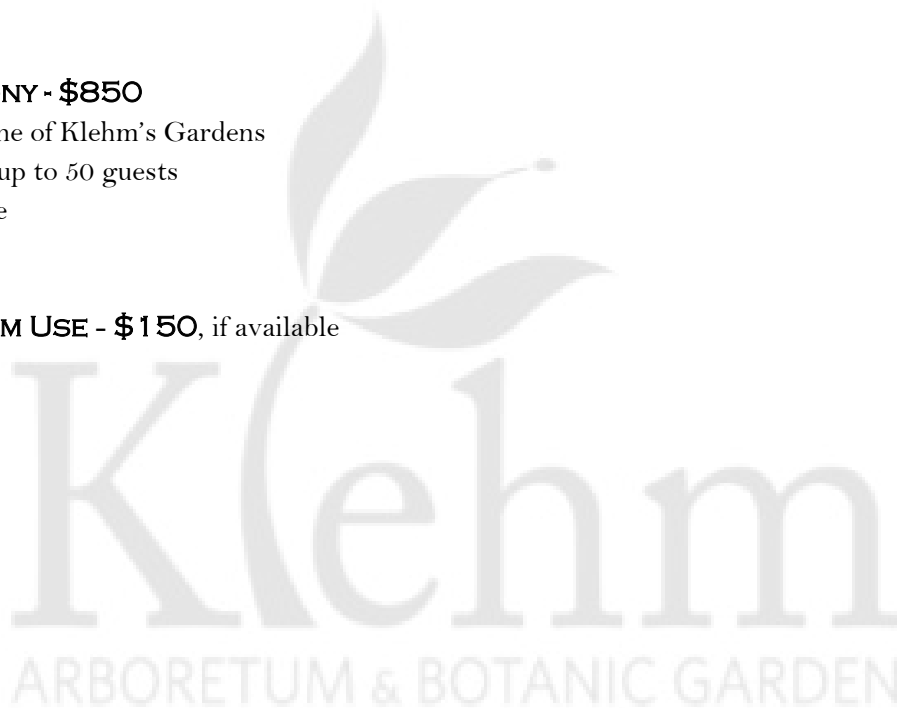 NY - $850
ne of Klehm's Gardens
up to 50 guests
e
M USE - $150, if available
Klehm
ARBORETUM & BOTANIC GARDEN